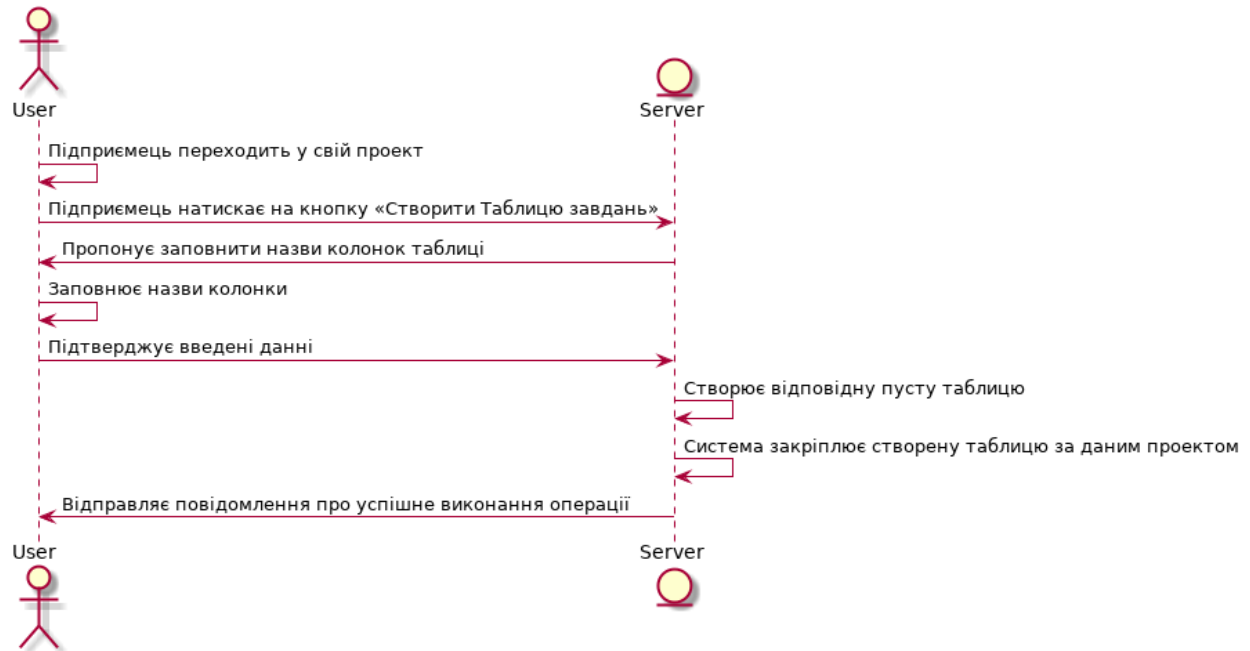 User
Server
Підприємець переходить у свій проект
Підприємець натискає на кнопку «Створити Таблицю завдань»
Пропонує заповнити назви колонок таблиці
Заповнює назви колонки
Підтверджує введені данні
Створює відповідну пусту таблицю
Система закріплює створену таблицю за даним проектом
Відправляє повідомлення про успішне виконання операції
User
Server